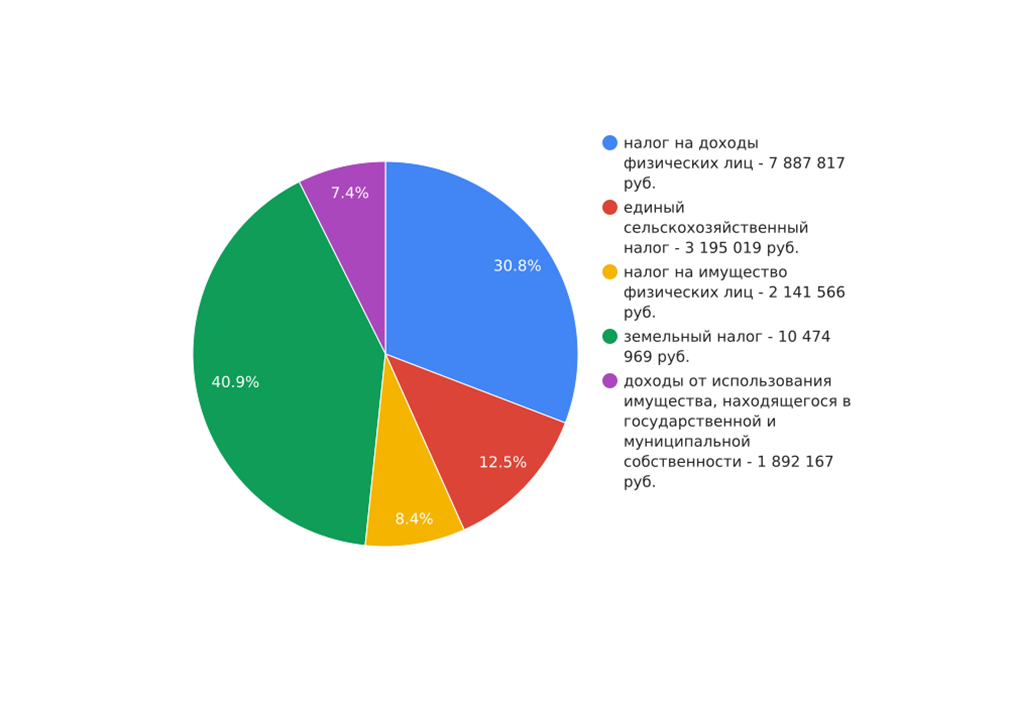 налог на доходы
физических лиц - 7 887 817
руб.
единый
сельскохозяйственный
налог - 3 195 019 руб.
налог на имущество
физических лиц - 2 141 566
руб.
земельный налог - 10 474
969 руб.
доходы от использования
имущества, находящегося в
государственной и
муниципальной
собственности - 1 892 167
руб.
7.4%
30.8%
40.9%
12.5%
8.4%